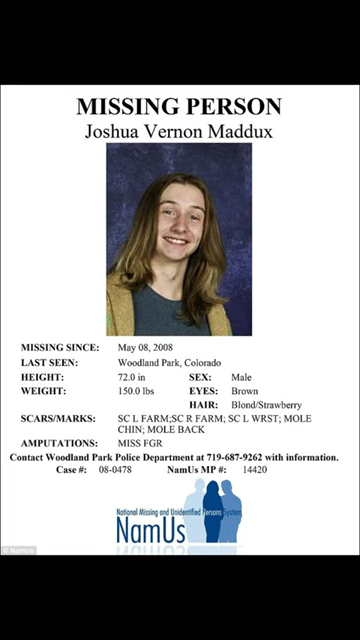 MISSING PERSON
Joshua Vernon Maddux
MISSING SINCE: May 08, 2008
LAST SEEN: Woodland Park, Colorado
HEIGHT: 72.0 in SEX: Male
WEIGHT: 150.0 lbs EYES: Brown
HAIR: Blond/Strawberry
SCARS/MARKS: SC L FARM;SC R FARM; SC L WRST; MOLE
CHIN; MOLE BACK
AMPUTATIONS: MISS FGR
Contact Woodland Park Police Department at 719-687-9262 with information.
Case #: 08-0478 NamUs MP #: 14420
National Missing and Unidentified Persons System
NamUs
© NamUs